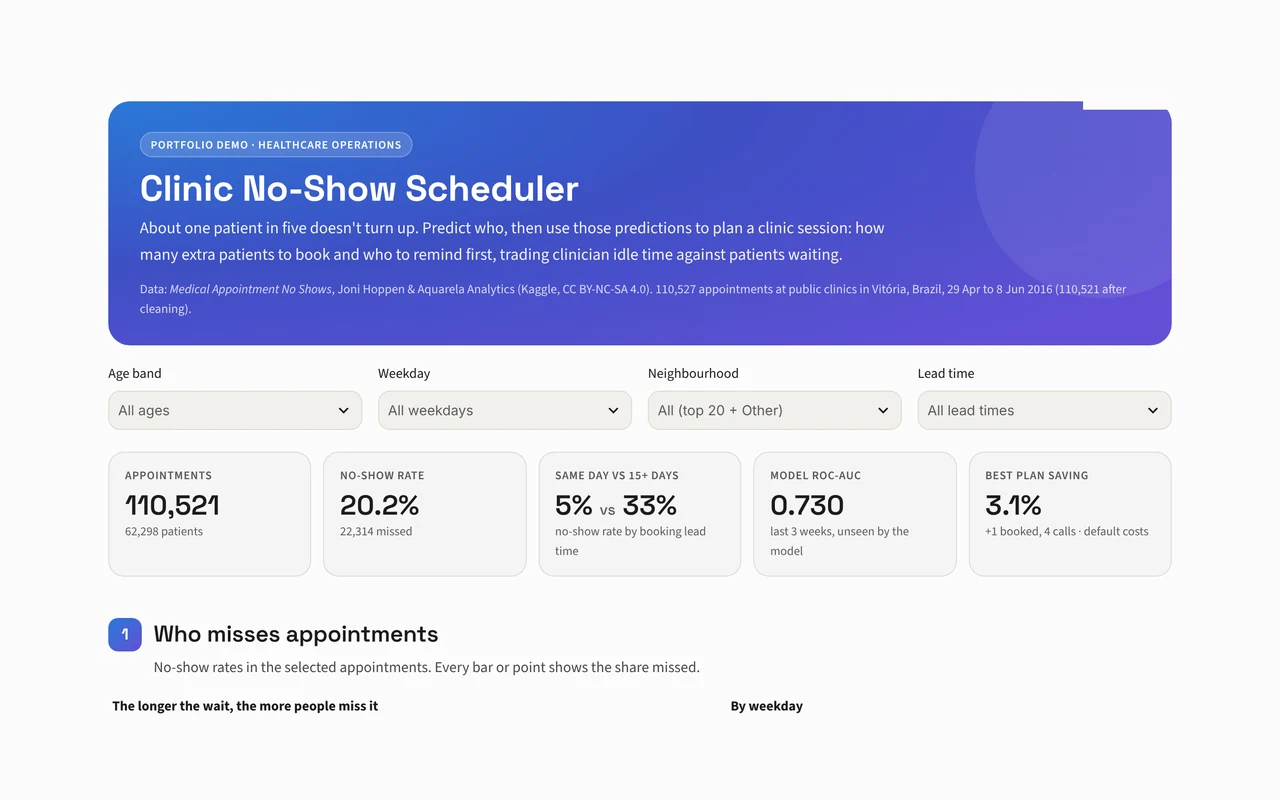 PORTFOLIO DEMO · HEALTHCARE OPERATIONS
Clinic No-Show Scheduler
About one patient in five doesn't turn up. Predict who, then use those predictions to plan a clinic session: how
many extra patients to book and who to remind first, trading clinician idle time against patients waiting.
Data: Medical Appointment No Shows, Joni Hoppen & Aquarela Analytics (Kaggle, CC BY-NC-SA 4.0). 110,527 appointments at public clinics in Vitória, Brazil, 29 Apr to 8 Jun 2016 (110,521 after
cleaning).
Age band
Weekday
Neighbourhood
Lead time
All ages
All weekdays
All (top 20 + Other)
All lead times
APPOINTMENTS
110,521
62,298 patients
NO-SHOW RATE
20.2%
22,314 missed
SAME DAY VS 15+ DAYS
5% vs 33%
no-show rate by booking lead
time
MODEL ROC-AUC
0.730
last 3 weeks, unseen by the
model
BEST PLAN SAVING
3.1%
+1 booked, 4 calls · default costs
1
Who misses appointments
No-show rates in the selected appointments. Every bar or point shows the share missed.
The longer the wait, the more people miss it
By weekday